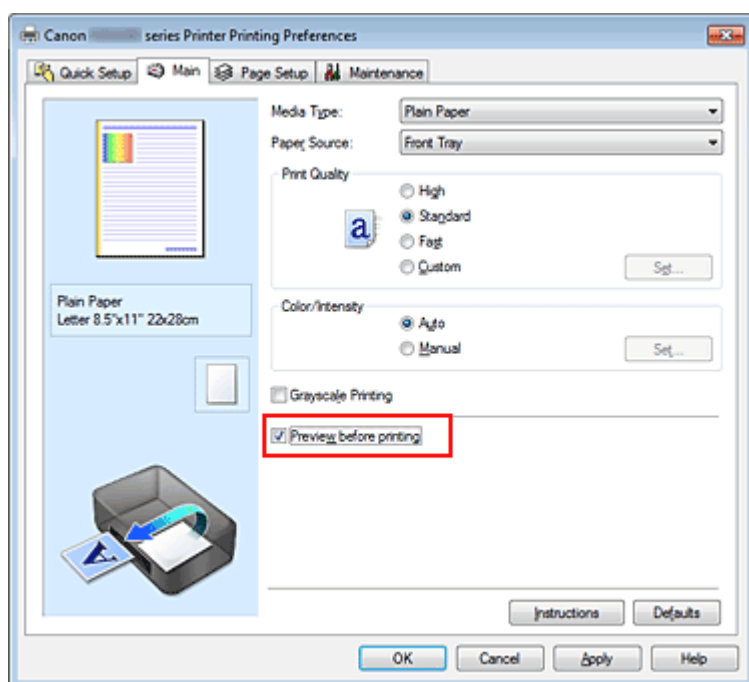 Canon series Printer Printing Preferences
Quick Setup Main Page Setup Maintenance
Media Type: Plain Paper
Paper Source: Front Tray
Print Quality
High
a Standard
Fast
Custom Set...
Plain Paper
Letter 8.5"x11" 22x28cm
Color/Intensity
Auto
Manual Set...
Grayscale Printing
Preview before printing
A
Instructions Defaults
OK Cancel Apply Help